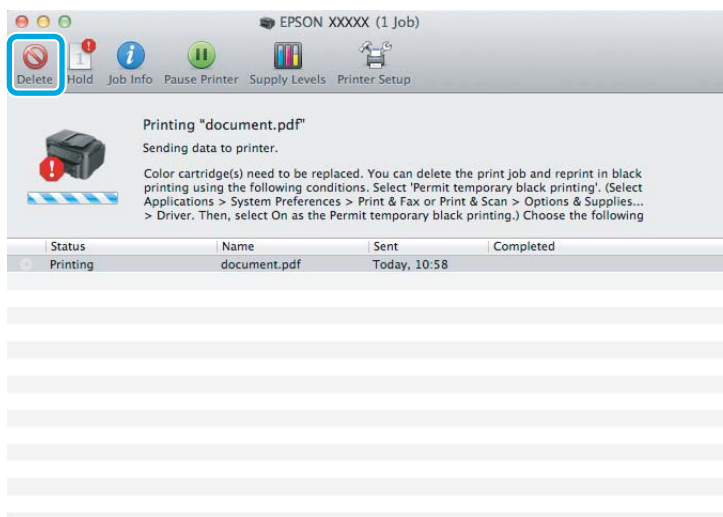 EPSON XXXXX (1 Job)
Delete Hold Job Info Pause Printer Supply Levels Printer Setup
Printing "document.pdf"
Sending data to printer.
Color cartridge(s) need to be replaced. You can delete the print job and reprint in black
printing using the following conditions. Select 'Permit temporary black printing'. (Select
Applications > System Preferences > Print & Fax or Print & Scan > Options & Supplies...
> Driver. Then, select On as the Permit temporary black printing.) Choose the following
Status Name Sent Completed
Printing document.pdf Today, 10:58